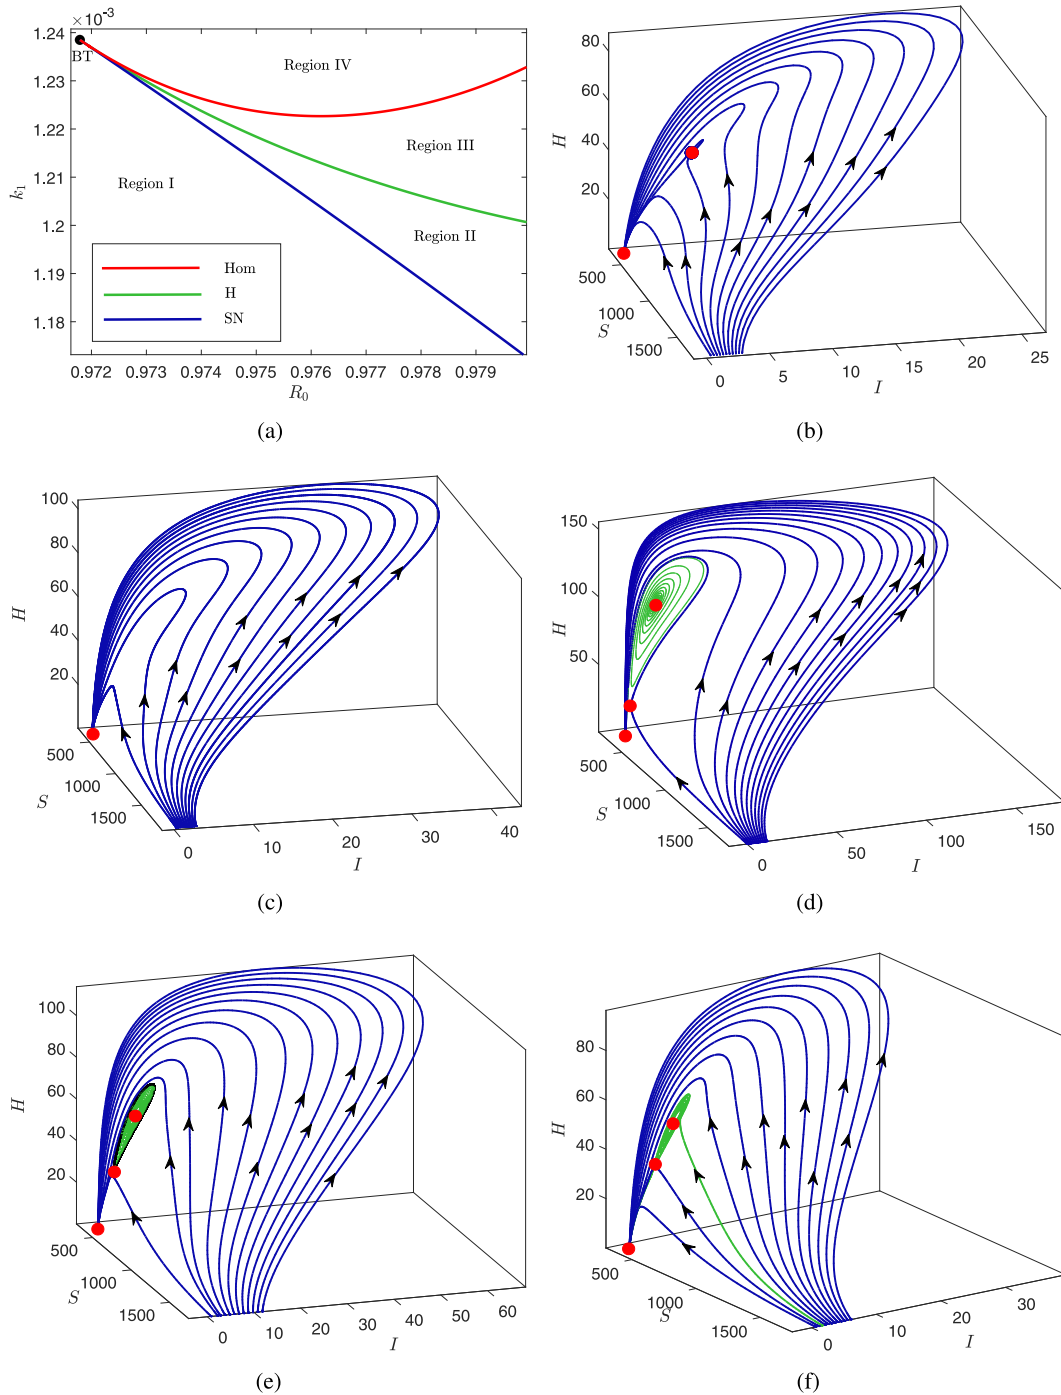 ×10⁻³
1.24
1.23
1.22
1.21
1.2
1.19
1.18
k₁
BT
Region IV
Region III
Region I
Region II
Hom
H
SN
0.972 0.973 0.974 0.975 0.976 0.977 0.978 0.979
R₀
(a)
80
60
40
20
H
500
1000
1500
S
0 5 10 15 20 25
I
(b)
100
80
60
40
20
H
500
1000
1500
S
0 10 20 30 40
I
(c)
150
100
50
H
500
1000
1500
S
0 50 100 150
I
(d)
100
80
60
40
20
H
500
1000
1500
S
0 10 20 30 40 50 60
I
(e)
80
60
40
20
H
500
1000
1500
S
0 10 20 30
I
(f)